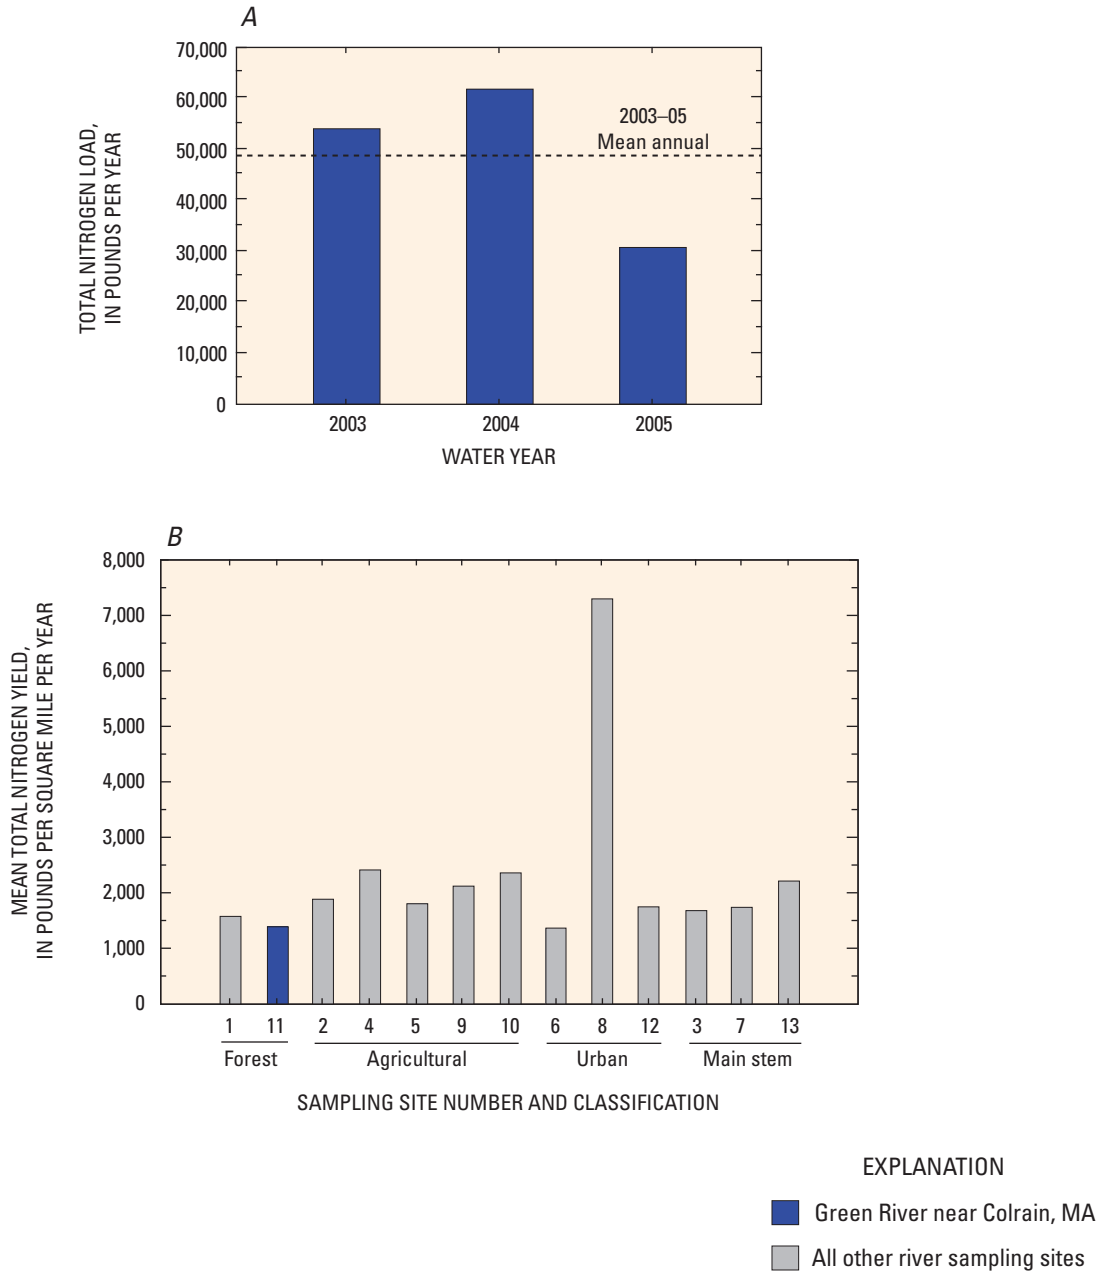 A
TOTAL NITROGEN LOAD,
IN POUNDS PER YEAR
70,000
60,000
50,000
40,000
30,000
20,000
10,000
0
2003–05
Mean annual
2003 2004 2005
WATER YEAR
B
MEAN TOTAL NITROGEN YIELD,
IN POUNDS PER SQUARE MILE PER YEAR
8,000
7,000
6,000
5,000
4,000
3,000
2,000
1,000
0
1 11 2 4 5 9 10 6 8 12 3 7 13
Forest Agricultural Urban Main stem
SAMPLING SITE NUMBER AND CLASSIFICATION
EXPLANATION
Green River near Colrain, MA
All other river sampling sites